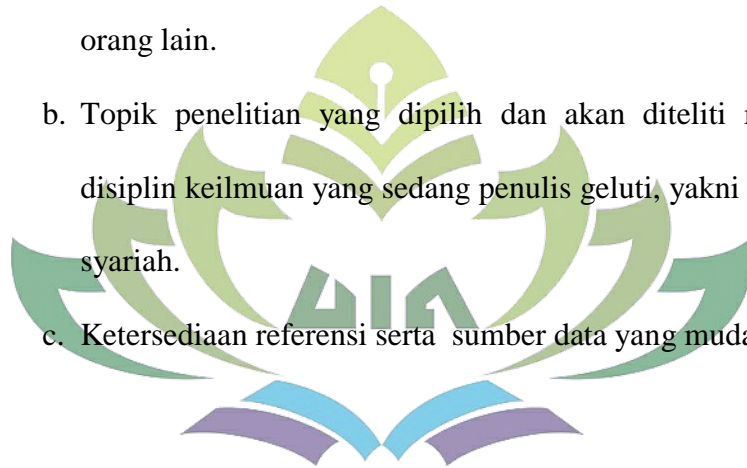 orang lain.
b. Topik penelitian yang dipilih dan akan diteliti
disiplin keilmuan yang sedang penulis geluti, yakni
syariah.
UIN
c. Ketersediaan referensi serta sumber data yang